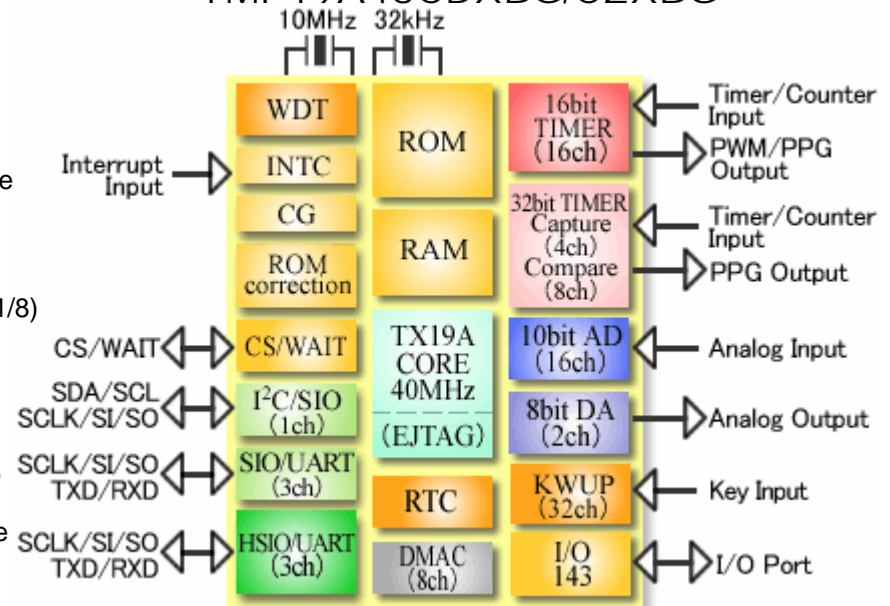 10MHz 32kHz
WDT
INTC
CG
ROM
correction
CS/WAIT
I²C/SIO
(1ch)
SIO/UART
(3ch)
HSIO/UART
(3ch)
ROM
RAM
TX19A
CORE
40MHz
(EJTAG)
RTC
DMAC
(8ch)
16bit
TIMER
(16ch)
32bit TIMER
Capture
(4ch)
Compare
(8ch)
10bit AD
(16ch)
8bit DA
(2ch)
KWUP
(32ch)
I/O
143
Interrupt
Input
e
1/8)
CS/WAIT
SDA/SCL
SCLK/SI/SO
SCLK/SI/SO
TXD/RXD
e
SCLK/SI/SO
TXD/RXD
Timer/Counter
Input
PWM/PPG
Output
Timer/Counter
Input
PPG Output
Analog Input
Analog Output
Key Input
I/O Port